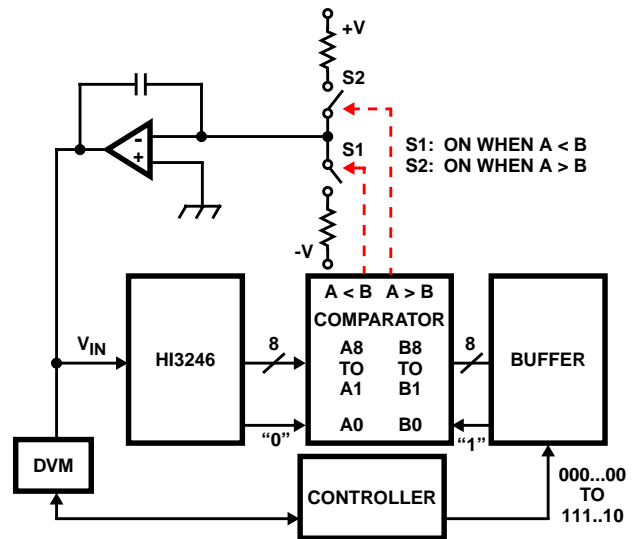 +V
S2
-
+
S1
S1: ON WHEN A < B
S2: ON WHEN A > B
-V
A < B A > B
COMPARATOR
VIN
HI3246
8
A8 B8
TO TO
A1 B1
8
BUFFER
A0 B0
“0”
“1”
DVM
CONTROLLER
000...00
TO
111..10